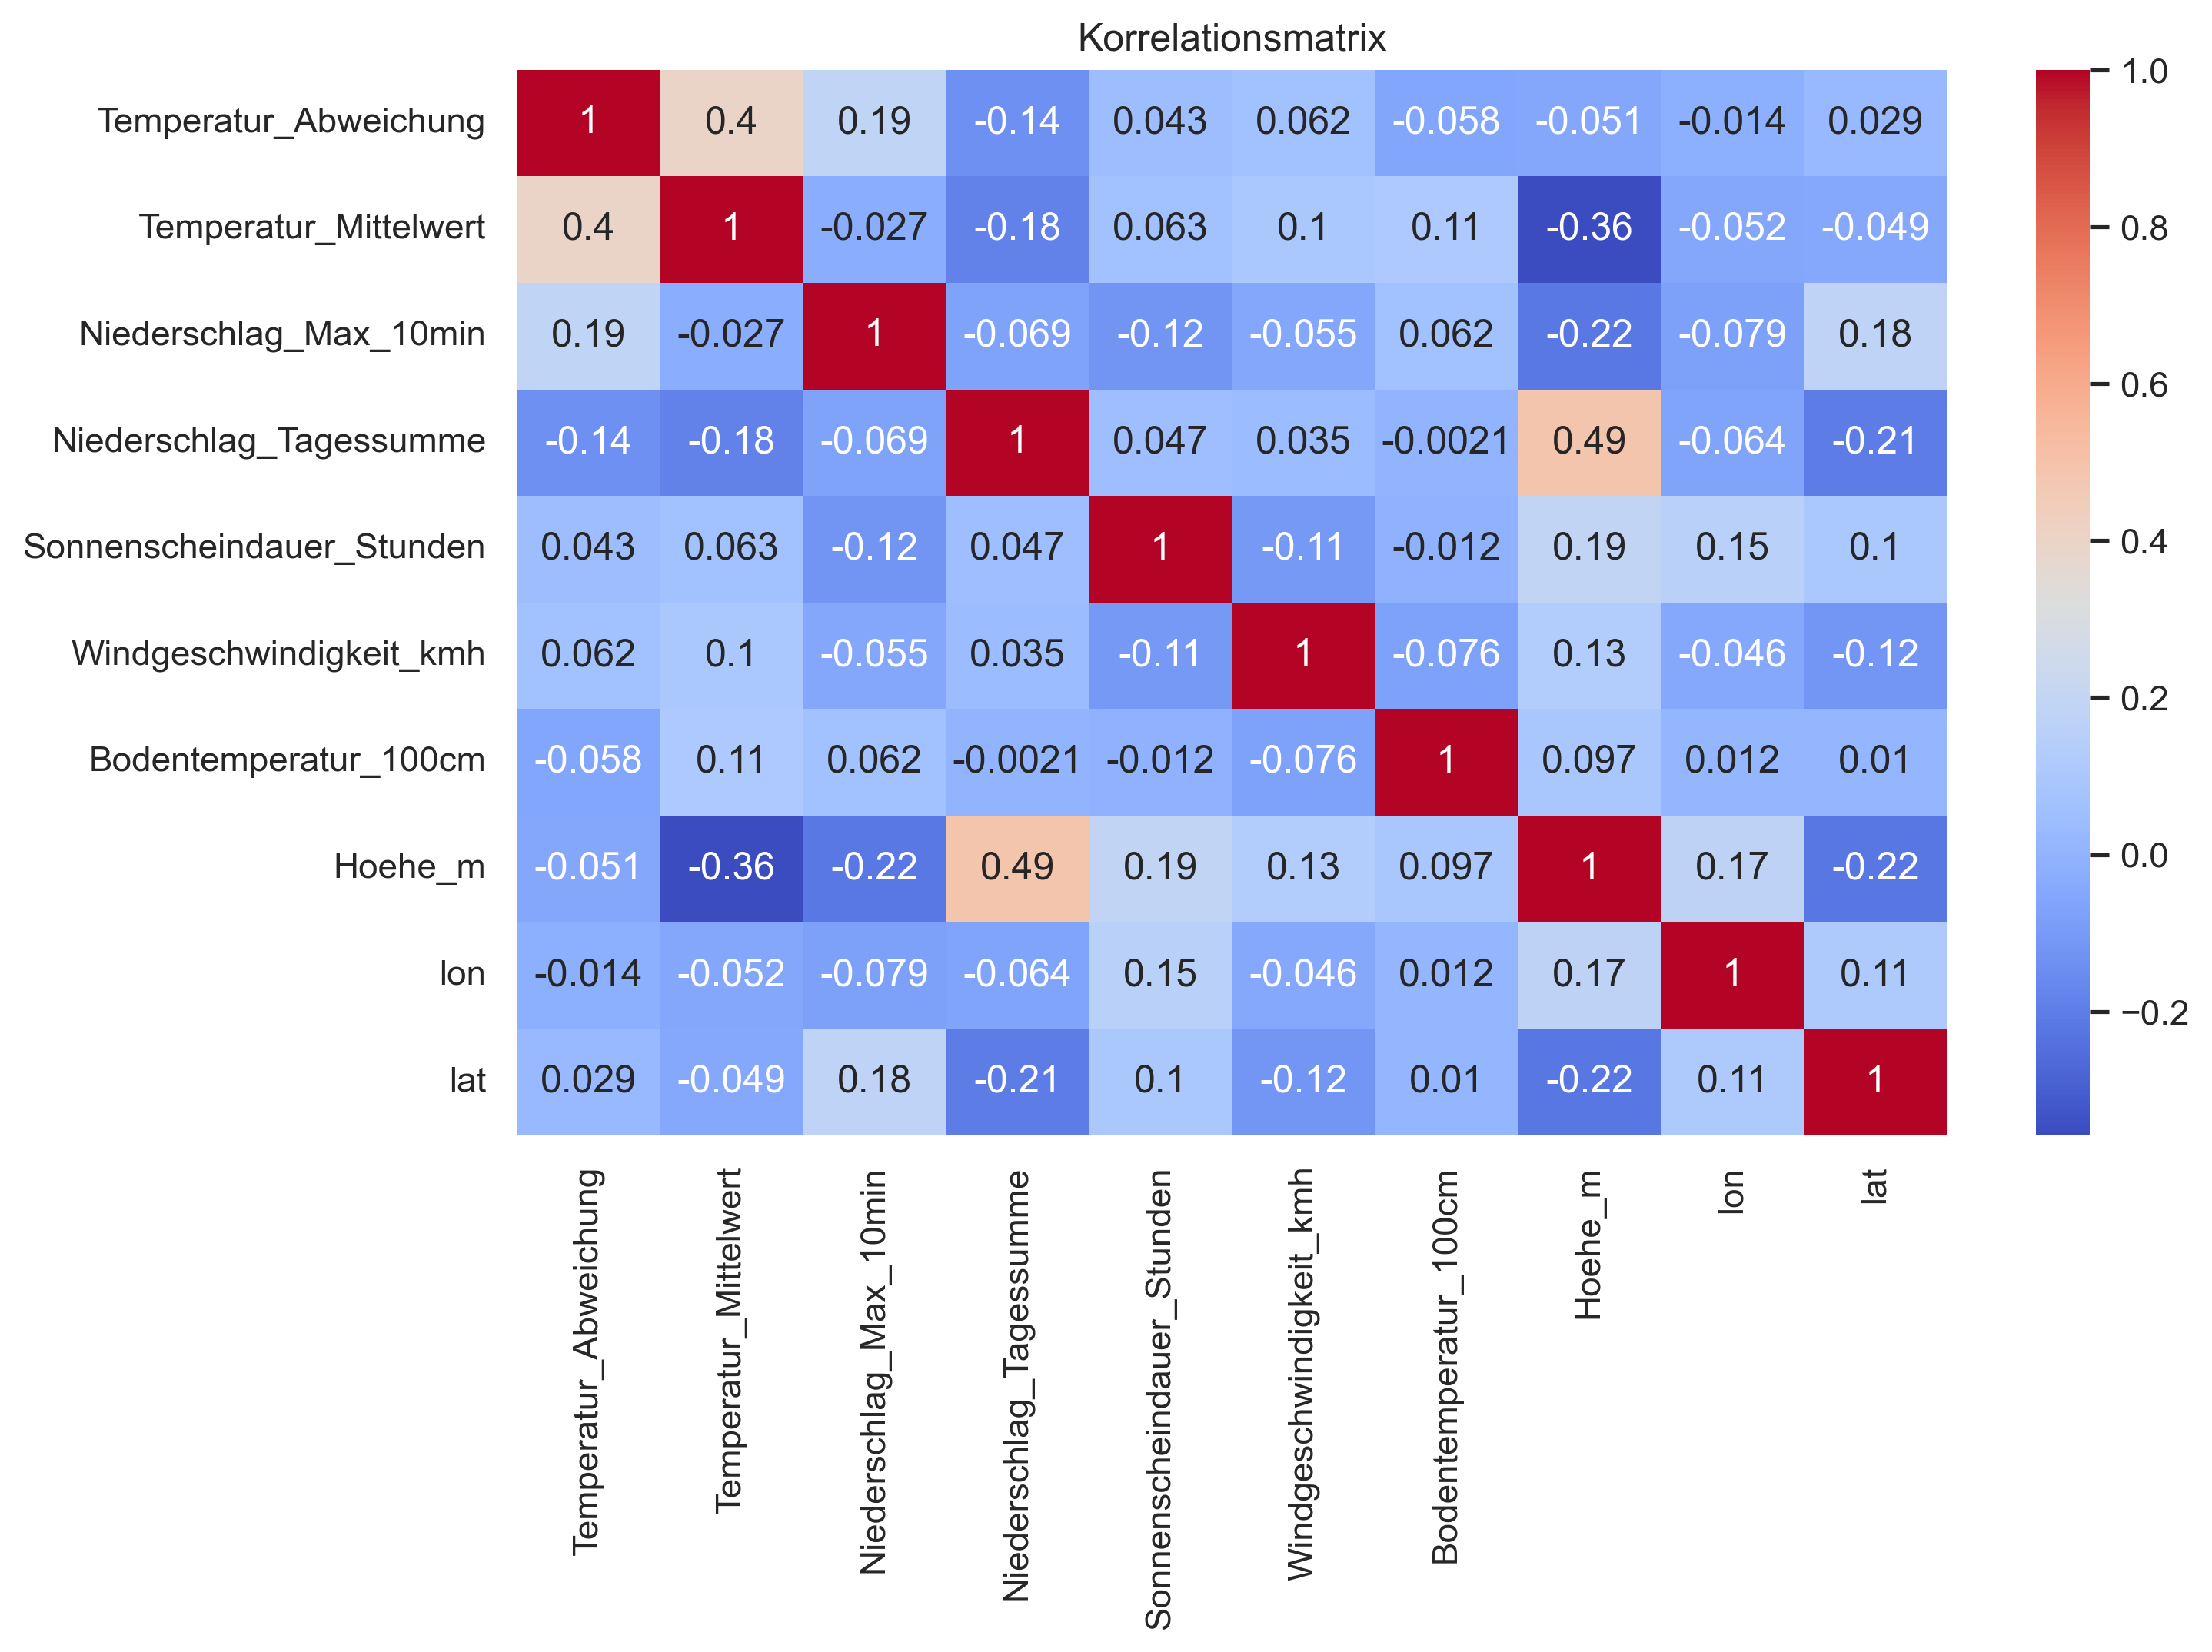 Korrelationsmatrix
Temperatur_Abweichung 1 0.4 0.19 -0.14 0.043 0.062 -0.058 -0.051 -0.014 0.029
Temperatur_Mittelwert 0.4 1 -0.027 -0.18 0.063 0.1 0.11 -0.36 -0.052 -0.049
Niederschlag_Max_10min 0.19 -0.027 1 -0.069 -0.12 -0.055 0.062 -0.22 -0.079 0.18
Niederschlag_Tagessumme -0.14 -0.18 -0.069 1 0.047 0.035 -0.0021 0.49 -0.064 -0.21
Sonnenscheindauer_Stunden 0.043 0.063 -0.12 0.047 1 -0.11 -0.012 0.19 0.15 0.1
Windgeschwindigkeit_kmh 0.062 0.1 -0.055 0.035 -0.11 1 -0.076 0.13 -0.046 -0.12
Bodentemperatur_100cm -0.058 0.11 0.062 -0.0021 -0.012 -0.076 1 0.097 0.012 0.01
Hoehe_m -0.051 -0.36 -0.22 0.49 0.19 0.13 0.097 1 0.17 -0.22
lon -0.014 -0.052 -0.079 -0.064 0.15 -0.046 0.012 0.17 1 0.11
lat 0.029 -0.049 0.18 -0.21 0.1 -0.12 0.01 -0.22 0.11 1
Temperatur_Abweichung
Temperatur_Mittelwert
Niederschlag_Max_10min
Niederschlag_Tagessumme
Sonnenscheindauer_Stunden
Windgeschwindigkeit_kmh
Bodentemperatur_100cm
Hoehe_m
lon
lat
1.0
0.8
0.6
0.4
0.2
0.0
−0.2